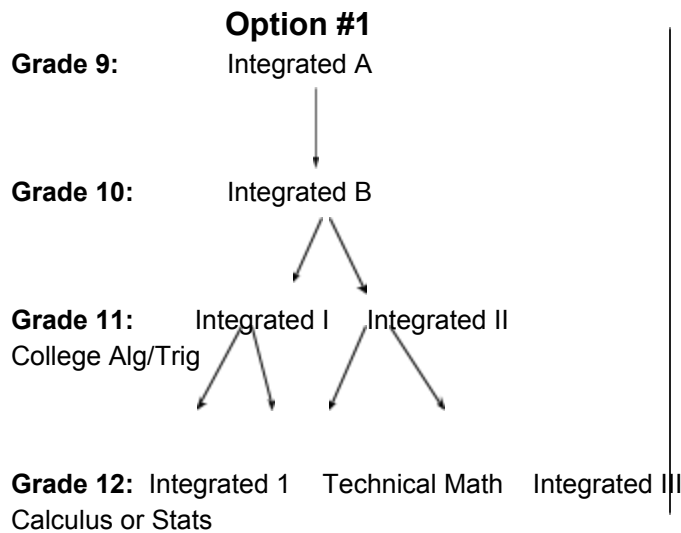 Option #1
Grade 9: Integrated A
Grade 10: Integrated B
Grade 11: Integrated I Integrated II
College Alg/Trig
Grade 12: Integrated 1 Technical Math Integrated III
Calculus or Stats